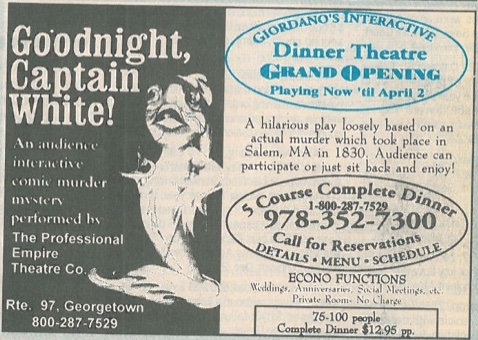 Goodnight,
Captain
White!
An audience
interactive
comic murder
mystery
performed by
The Professional
Empire
Theatre Co.
Rte. 97, Georgetown
800-287-7529
GIORDANO'S INTERACTIVE
Dinner Theatre
GRAND OPENING
Playing Now 'til April 2
A hilarious play loosely based on an
actual murder which took place in
Salem, MA in 1830. Audience can
participate or just sit back and enjoy!
5 Course Complete Dinner
1-800-287-7529
978-352-7300
Call for Reservations
DETAILS • MENU • SCHEDULE
ECONO FUNCTIONS
Weddings, Anniversaries, Social Meetings, etc.
Private Room- No Charge
75-100 people
Complete Dinner $12.95 pp.